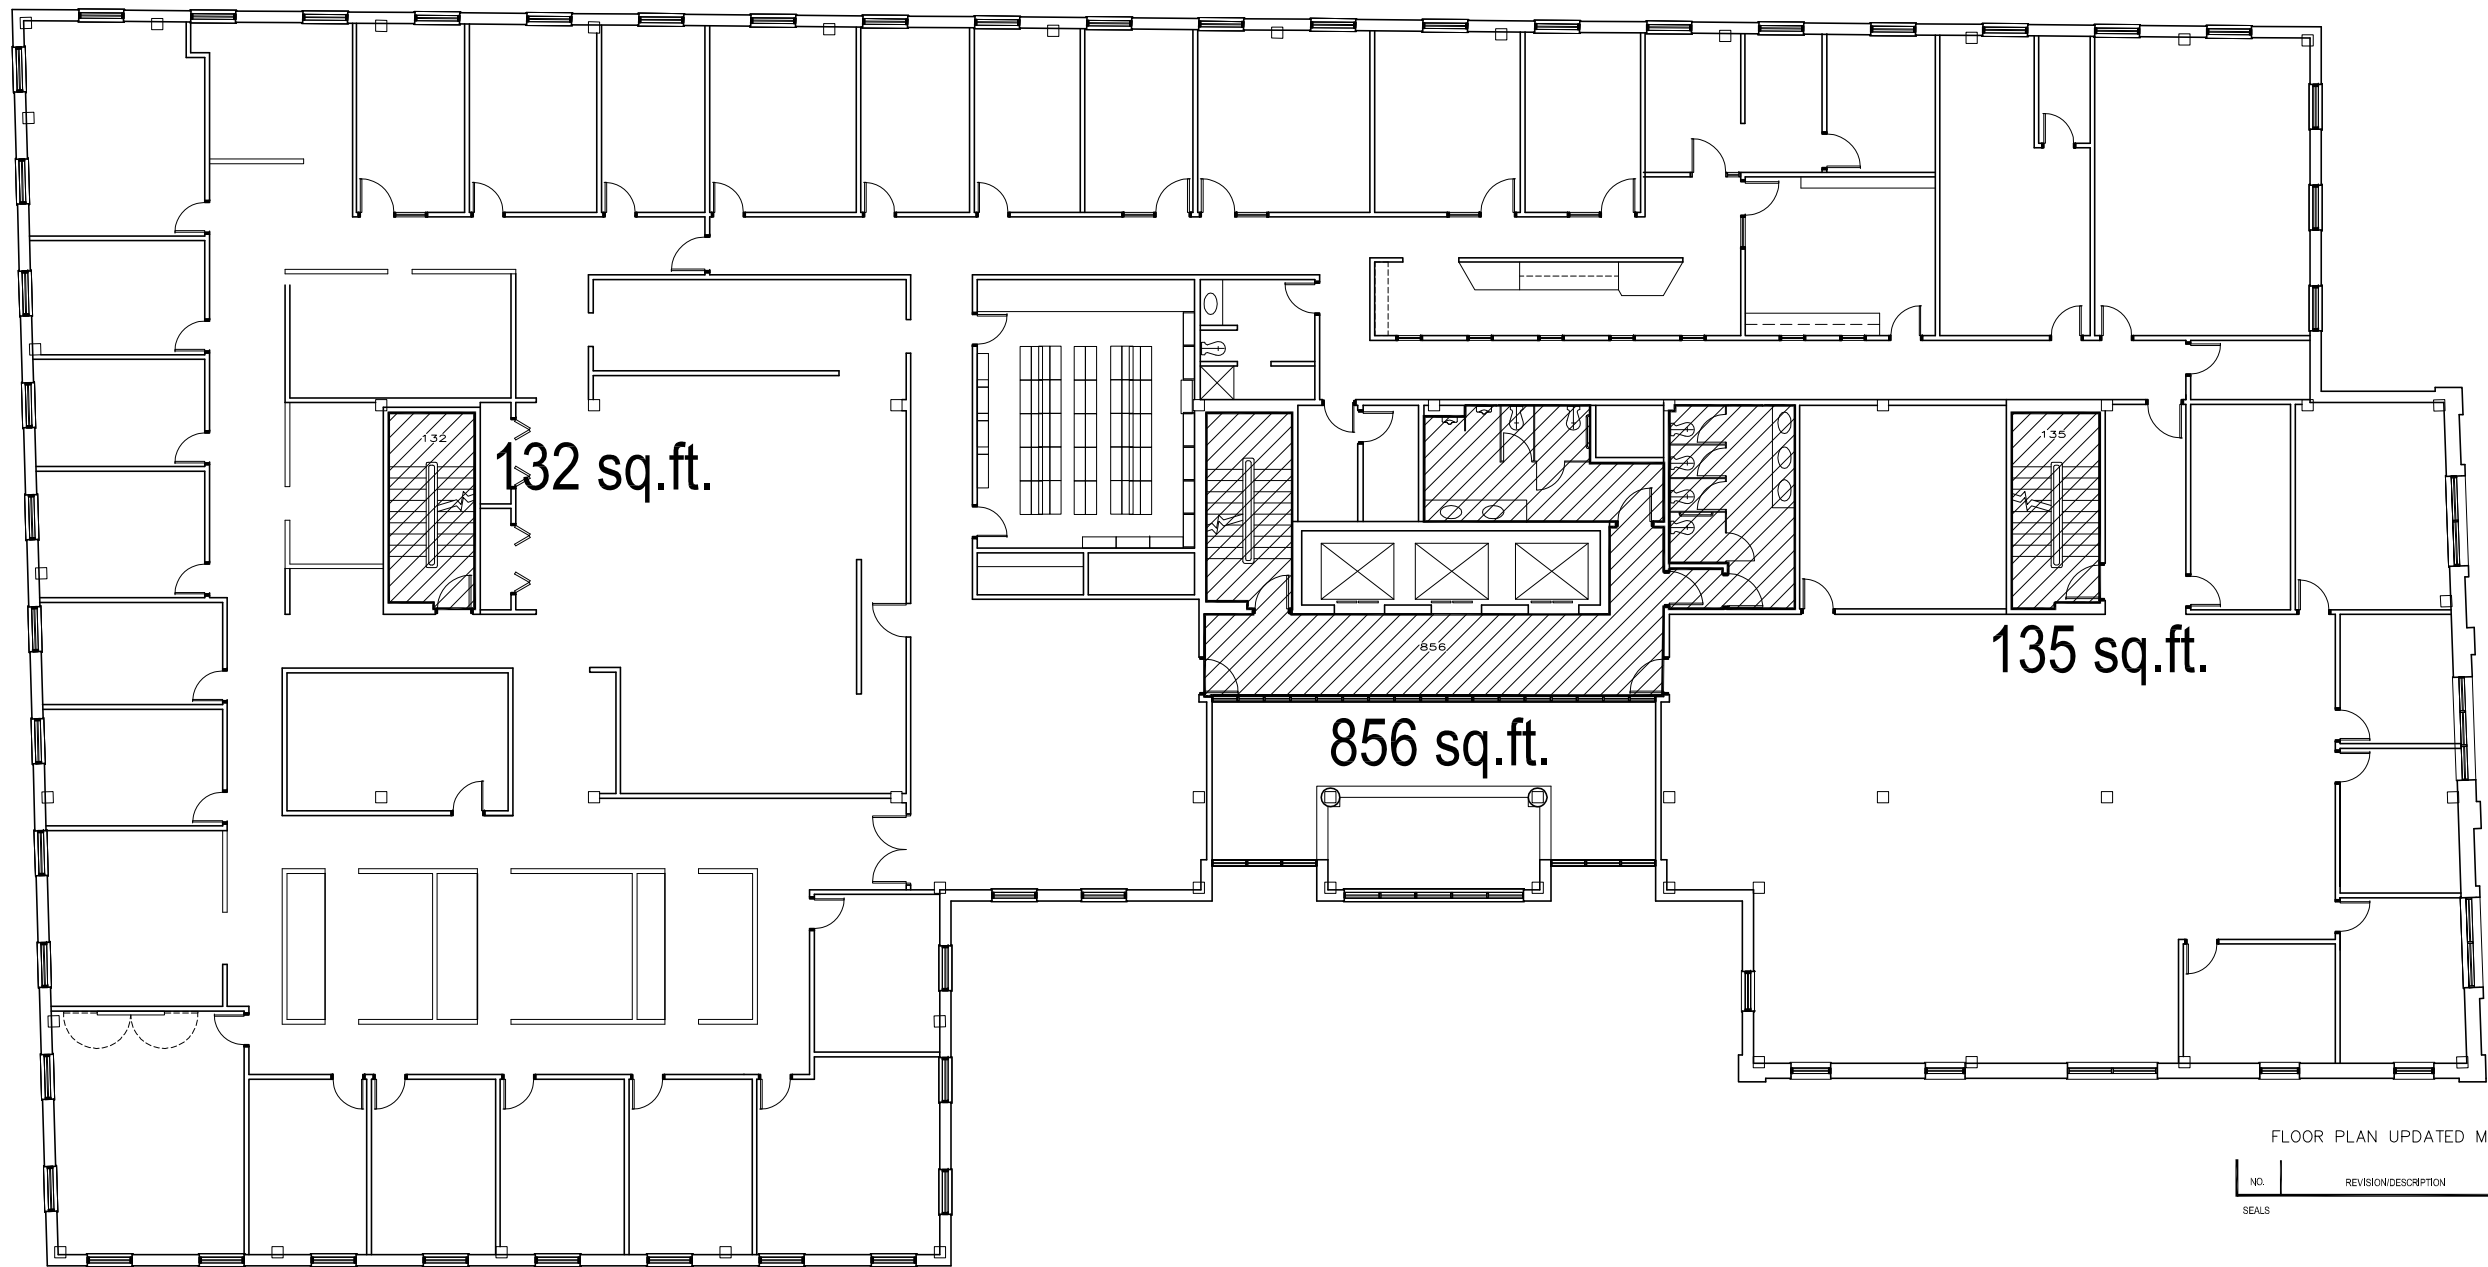 132
135
132 sq.ft.
856
135 sq.ft.
856 sq.ft.
FLOOR PLAN UPDATED M
NO.
REVISION/DESCRIPTION
SEALS